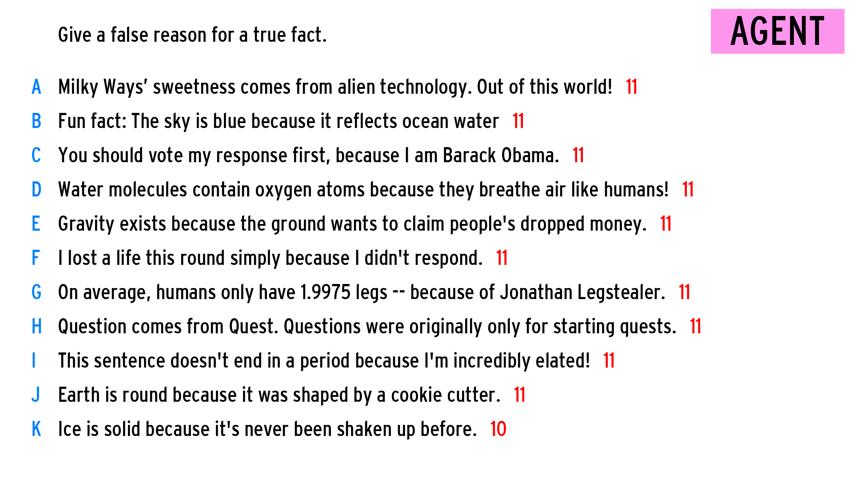 Give a false reason for a true fact.
AGENT
A Milky Ways' sweetness comes from alien technology. Out of this world! 11
B Fun fact: The sky is blue because it reflects ocean water 11
C You should vote my response first, because I am Barack Obama. 11
D Water molecules contain oxygen atoms because they breathe air like humans! 11
E Gravity exists because the ground wants to claim people's dropped money. 11
F I lost a life this round simply because I didn't respond. 11
G On average, humans only have 1.9975 legs -- because of Jonathan Legstealer. 11
H Question comes from Quest. Questions were originally only for starting quests. 11
I This sentence doesn't end in a period because I'm incredibly elated! 11
J Earth is round because it was shaped by a cookie cutter. 11
K Ice is solid because it's never been shaken up before. 10